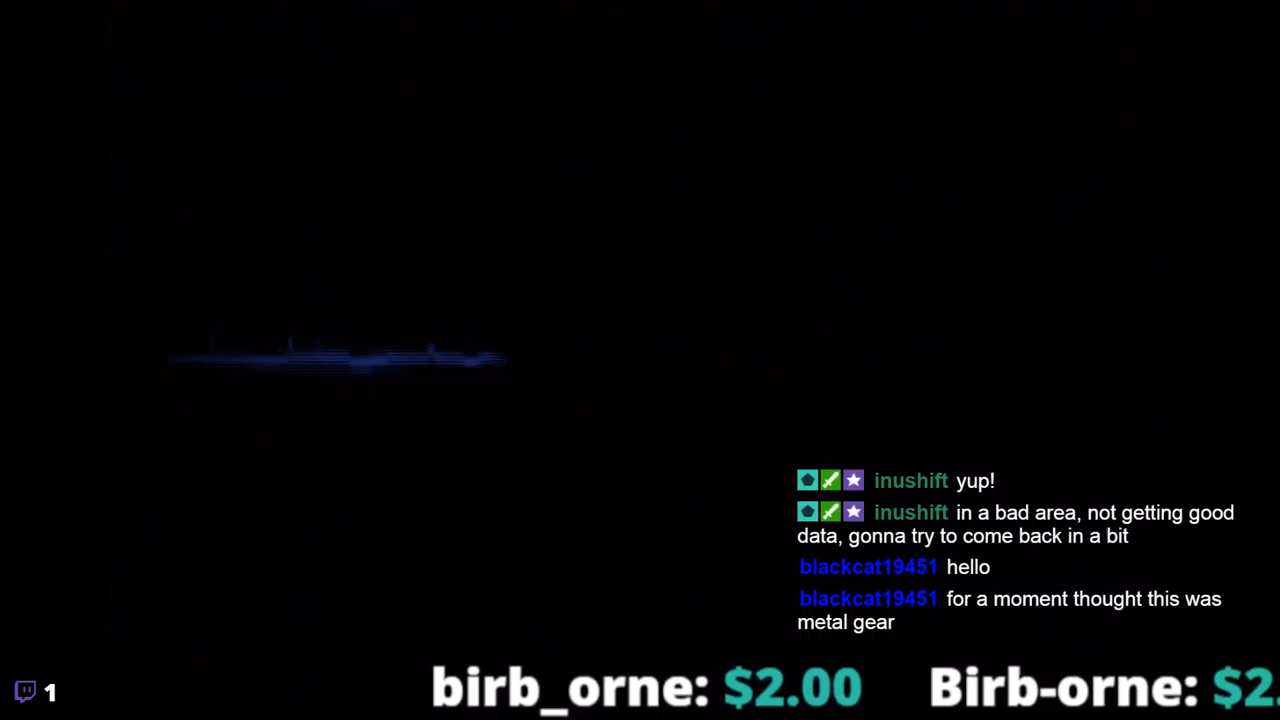 inushift yup!
inushift in a bad area, not getting good
data, gonna try to come back in a bit
blackcat19451 hello
blackcat19451 for a moment thought this was
metal gear
1
birb_orne: $2.00 Birb-orne: $2.